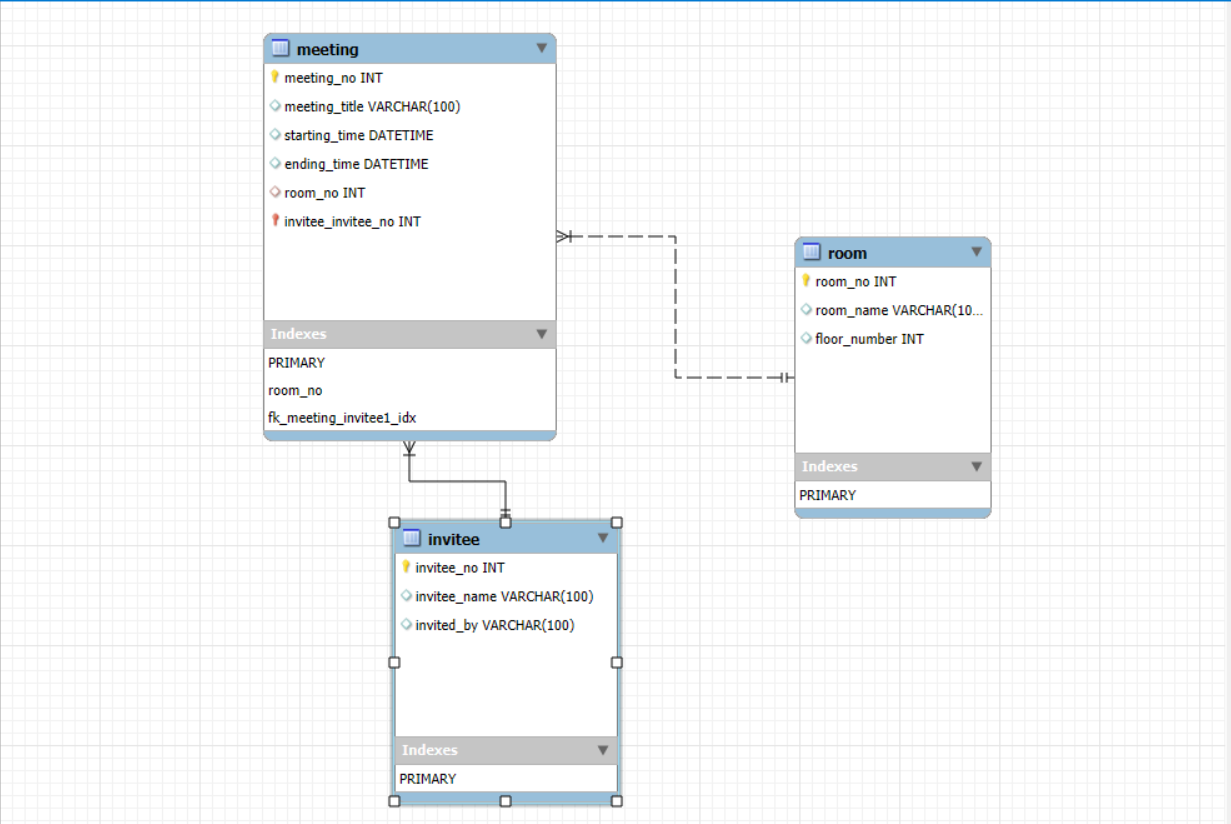 meeting
meeting_no INT
meeting_title VARCHAR(100)
starting_time DATETIME
ending_time DATETIME
room_no INT
invitee_invitee_no INT
Indexes
PRIMARY
room_no
fk_meeting_invitee1_idx
room
room_no INT
room_name VARCHAR(10...
floor_number INT
Indexes
PRIMARY
invitee
invitee_no INT
invitee_name VARCHAR(100)
invited_by VARCHAR(100)
Indexes
PRIMARY